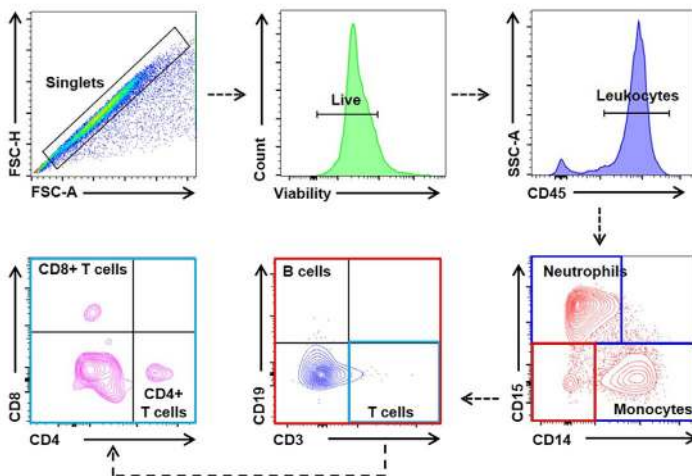 FSC-H
Singlets
FSC-A
Count
Live
Viability
SSC-A
Leukocytes
CD45
CD8
CD8+ T cells
CD4+
T cells
CD4
CD19
B cells
T cells
CD3
CD15
Neutrophils
Monocytes
CD14